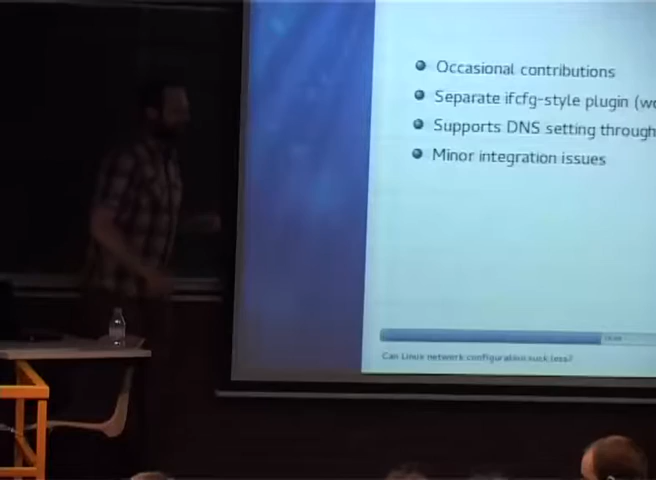 Occasional contributions
Separate ifcfg-style plugin
Supports DNS setting through
Minor integration issues
Can Linux network configuration suck less?